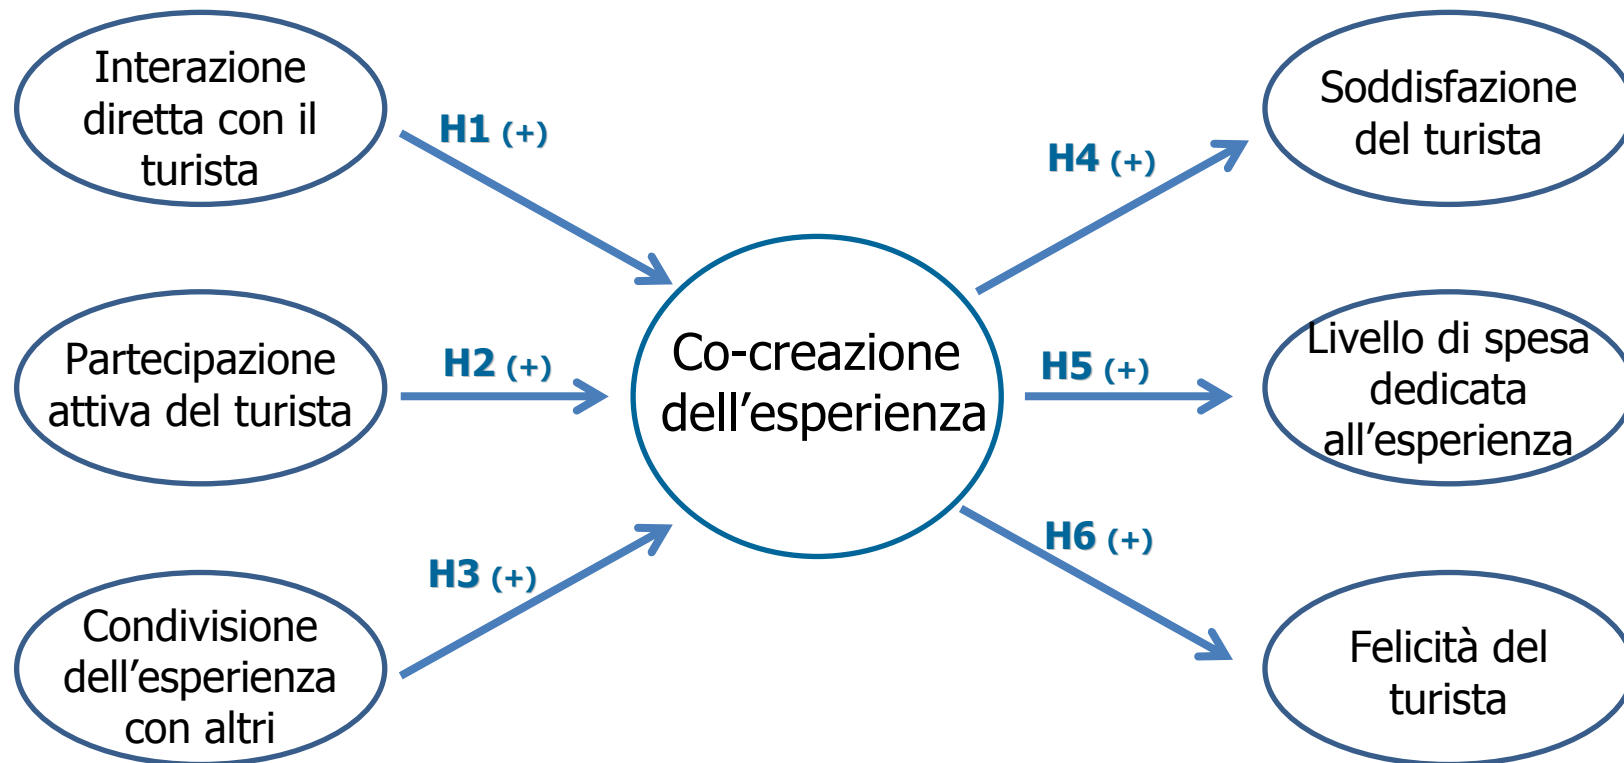 Interazione
diretta con il
turista
H1 (+)
Partecipazione
attiva del turista
H2 (+)
Condivisione
dell’esperienza
con altri
H3 (+)
Co-creazione
dell’esperienza
H4 (+)
Soddisfazione
del turista
H5 (+)
Livello di spesa
dedicata
all’esperienza
H6 (+)
Felicità del
turista